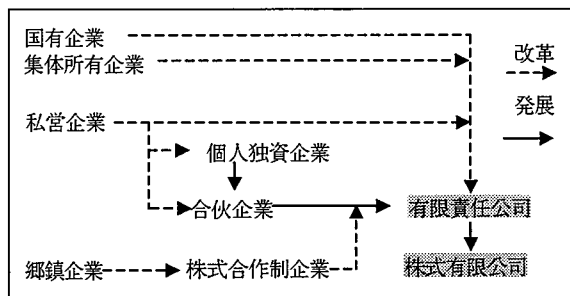 国有企業
集体所有企業
改革
発展
私営企業
個人独資企業
合伙企業
有限責任公司
郷鎮企業
株式合作制企業
株式有限公司